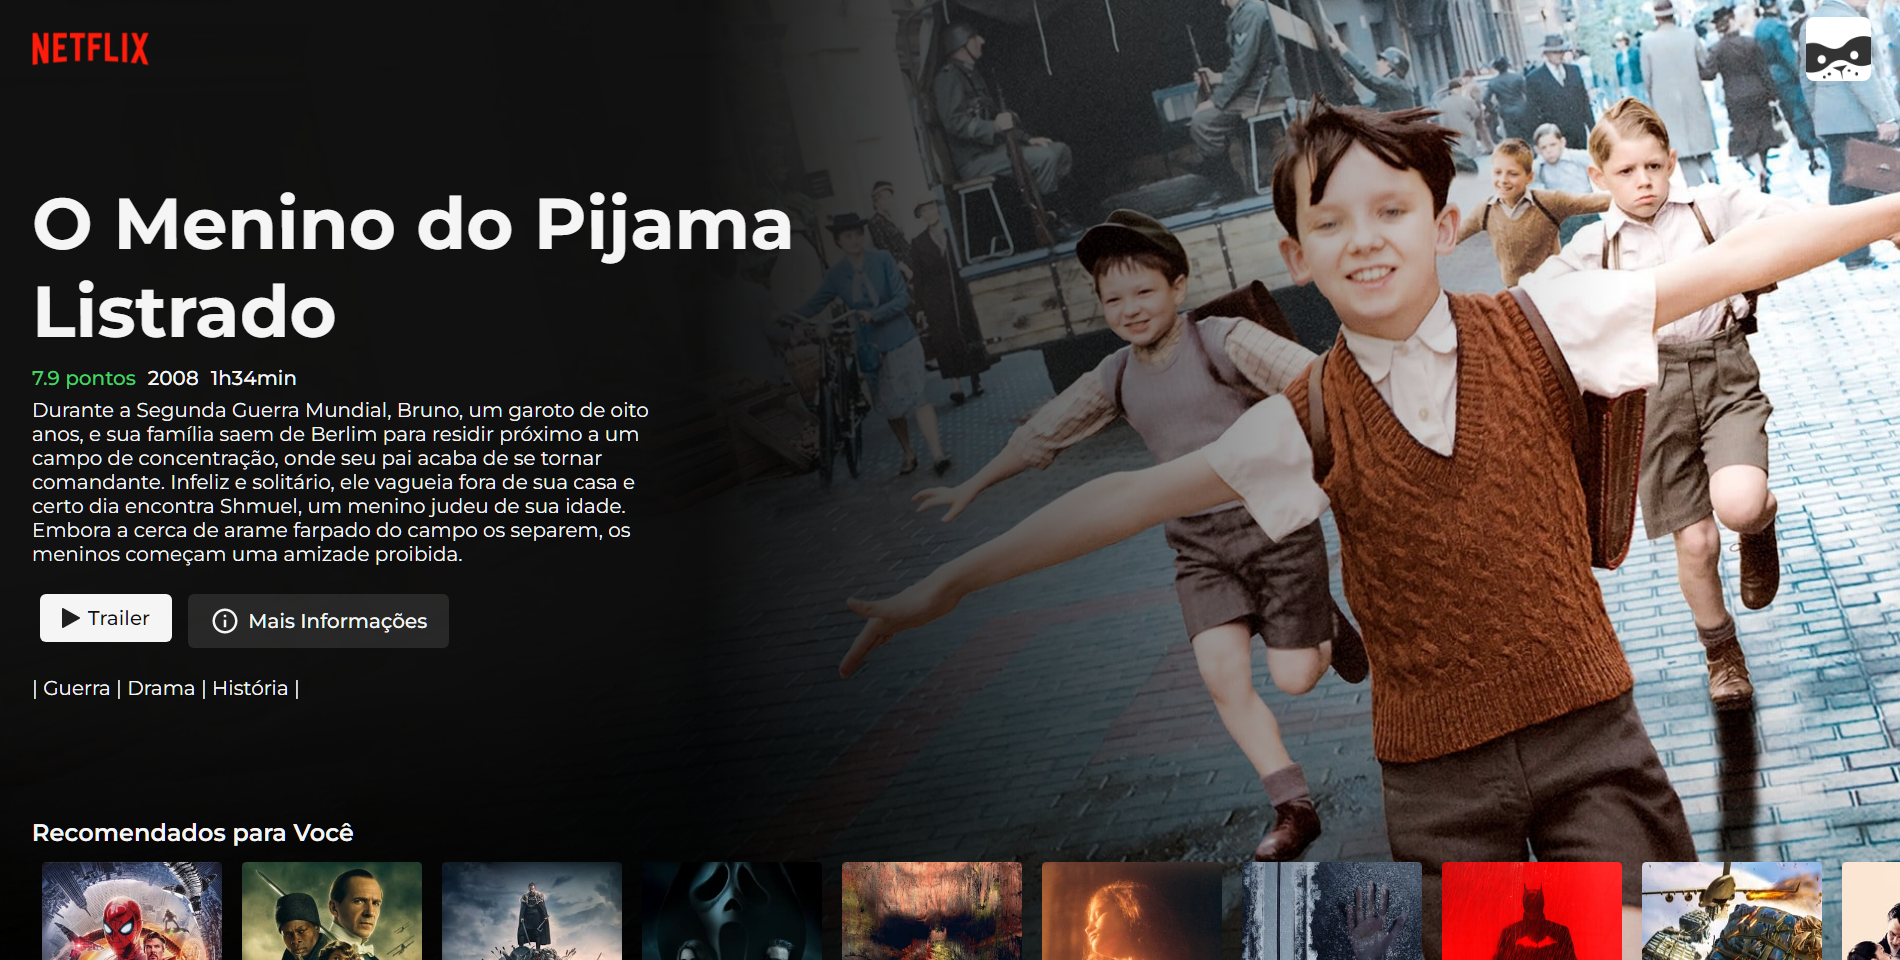 NETFLIX
O Menino do Pijama
Listrado
7.9 pontos 2008 1h34min
Durante a Segunda Guerra Mundial, Bruno, um garoto de oito
anos, e sua família saem de Berlim para residir próximo a um
campo de concentração, onde seu pai acaba de se tornar
comandante. Infeliz e solitário, ele vagueia fora de sua casa e
certo dia encontra Shmuel, um menino judeu de sua idade.
Embora a cerca de arame farpado do campo os separem, os
meninos começam uma amizade proibida.
Trailer
Mais Informações
| Guerra | Drama | História |
Recomendados para Você